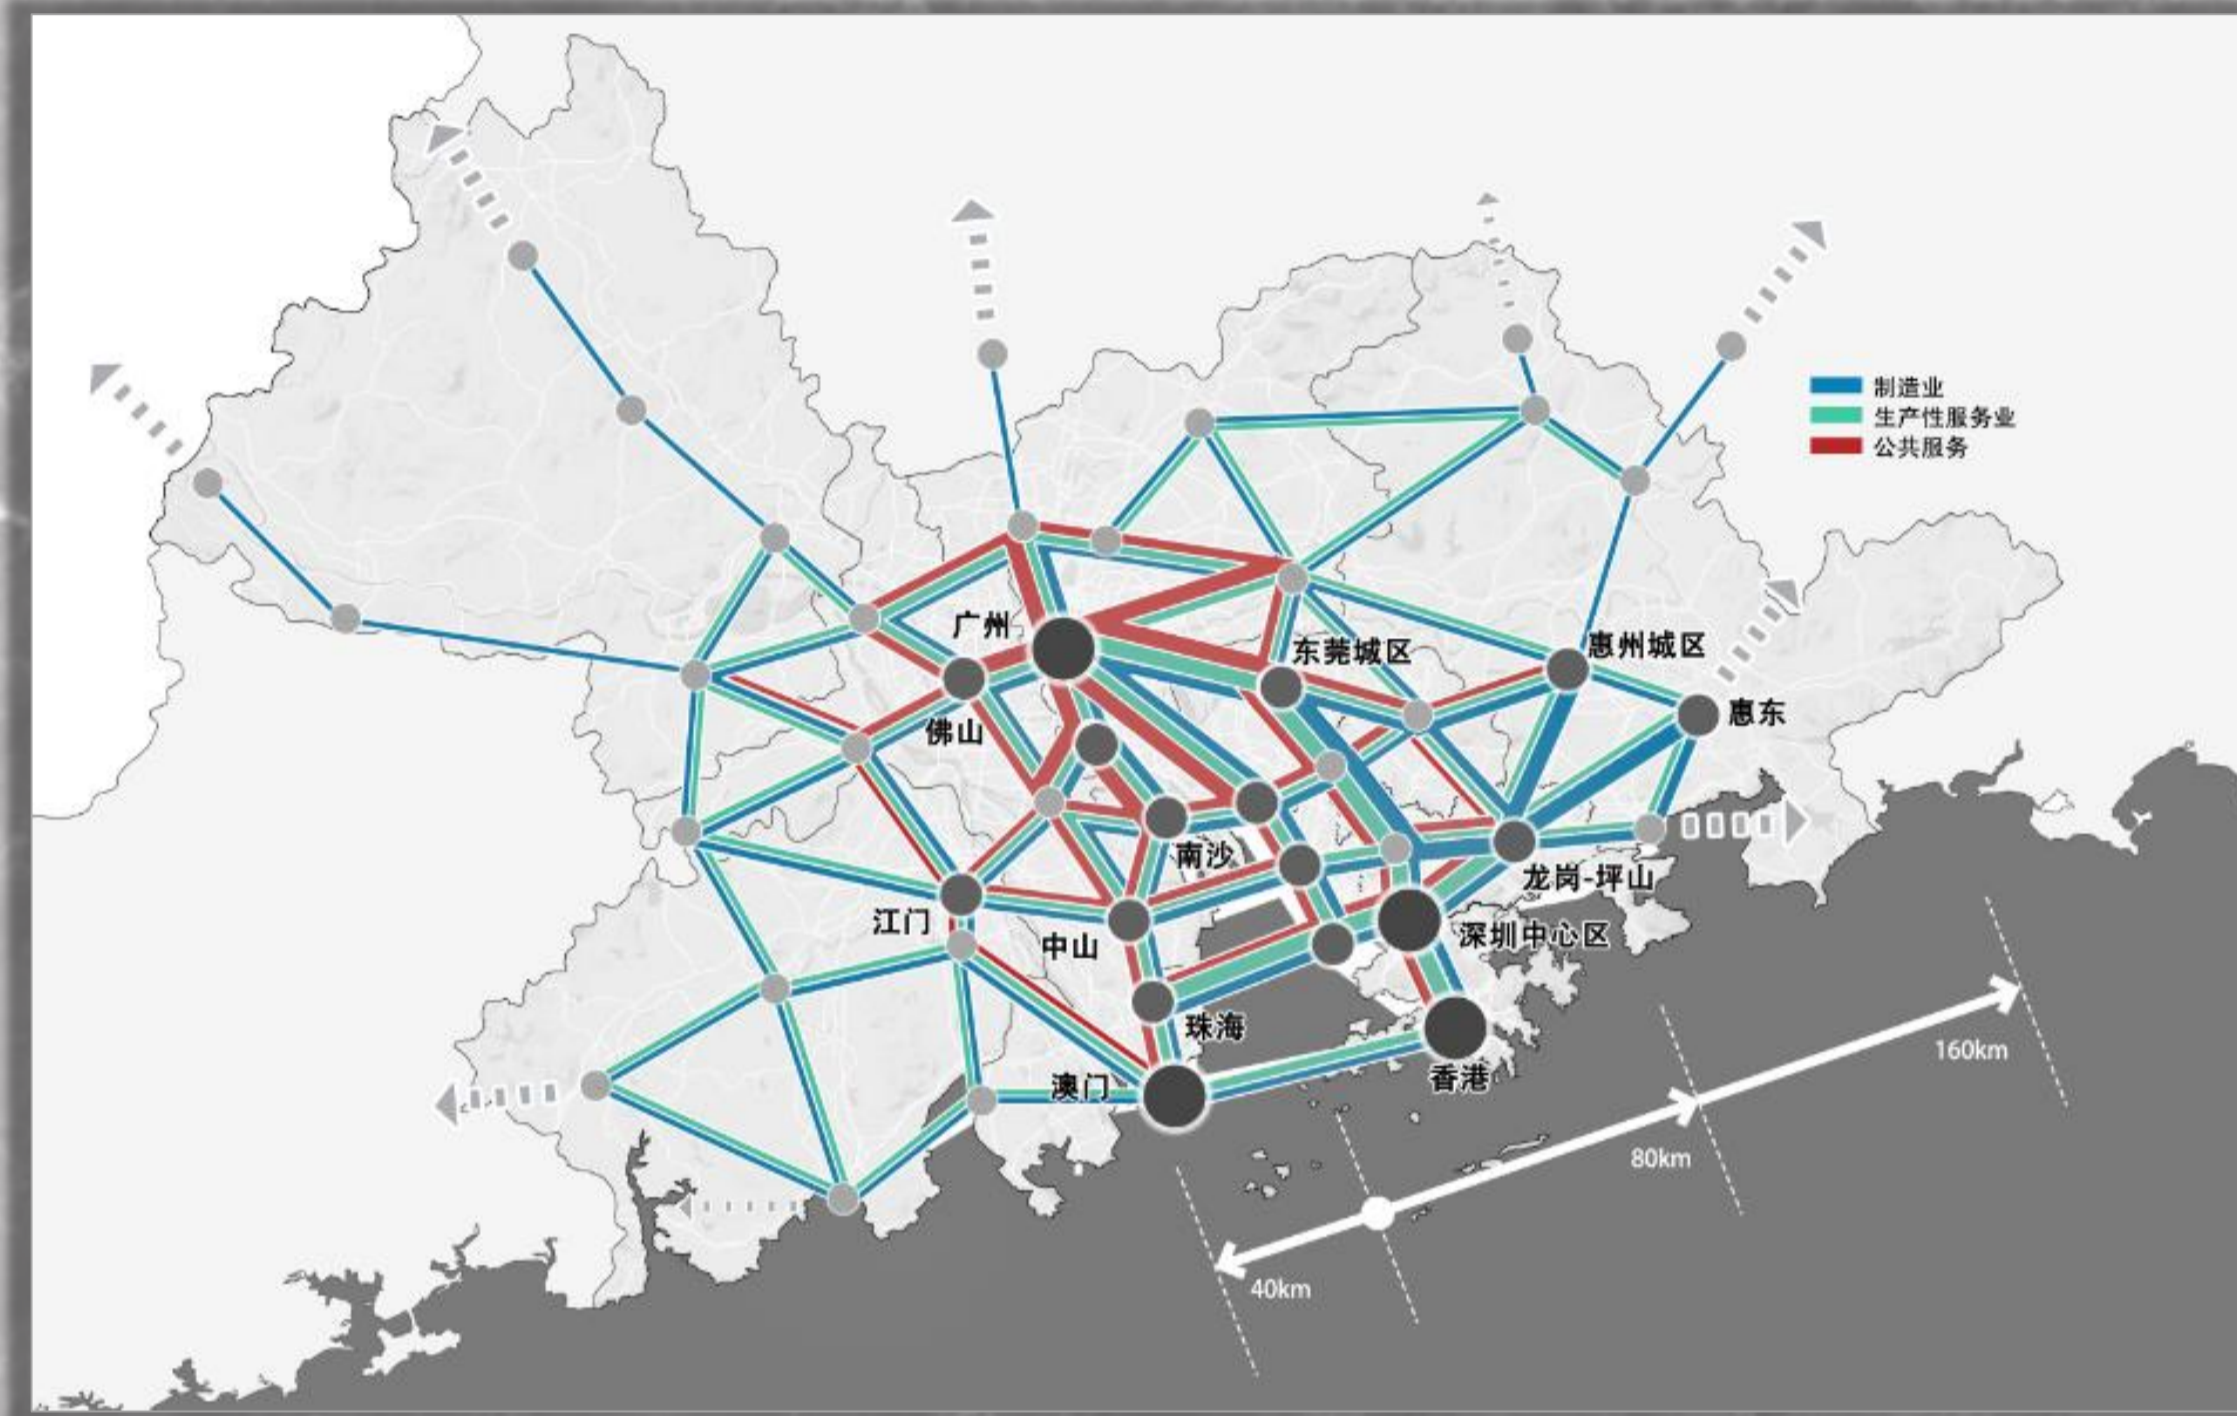 制造业
生产性服务业
公共服务
广州
东莞城区
惠州城区
佛山
惠东
南沙
龙岗-坪山
江门
中山
深圳中心区
珠海
澳门
香港
160km
80km
40km